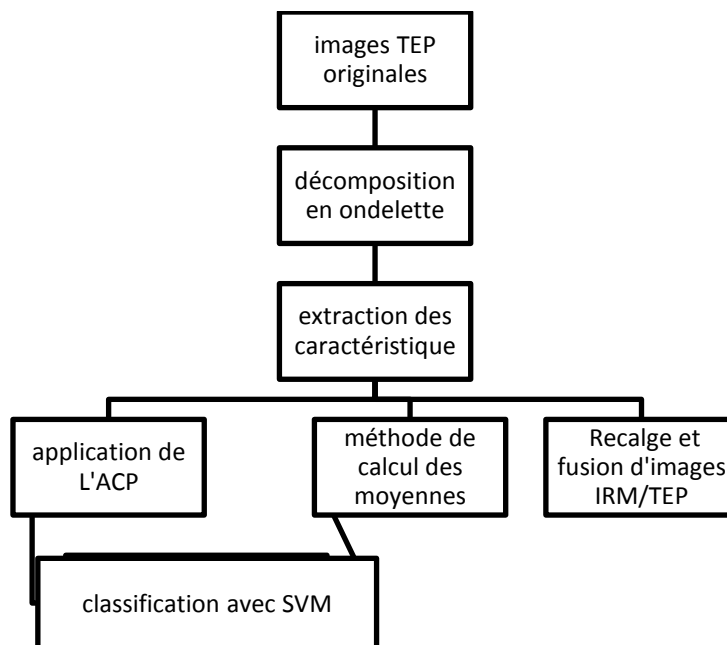 images TEP
originales
décomposition
en ondelette
extraction des
caractéristique
application de
L'ACP
méthode de
calcul des
moyennes
Recalge et
fusion d'images
IRM/TEP
classification avec SVM